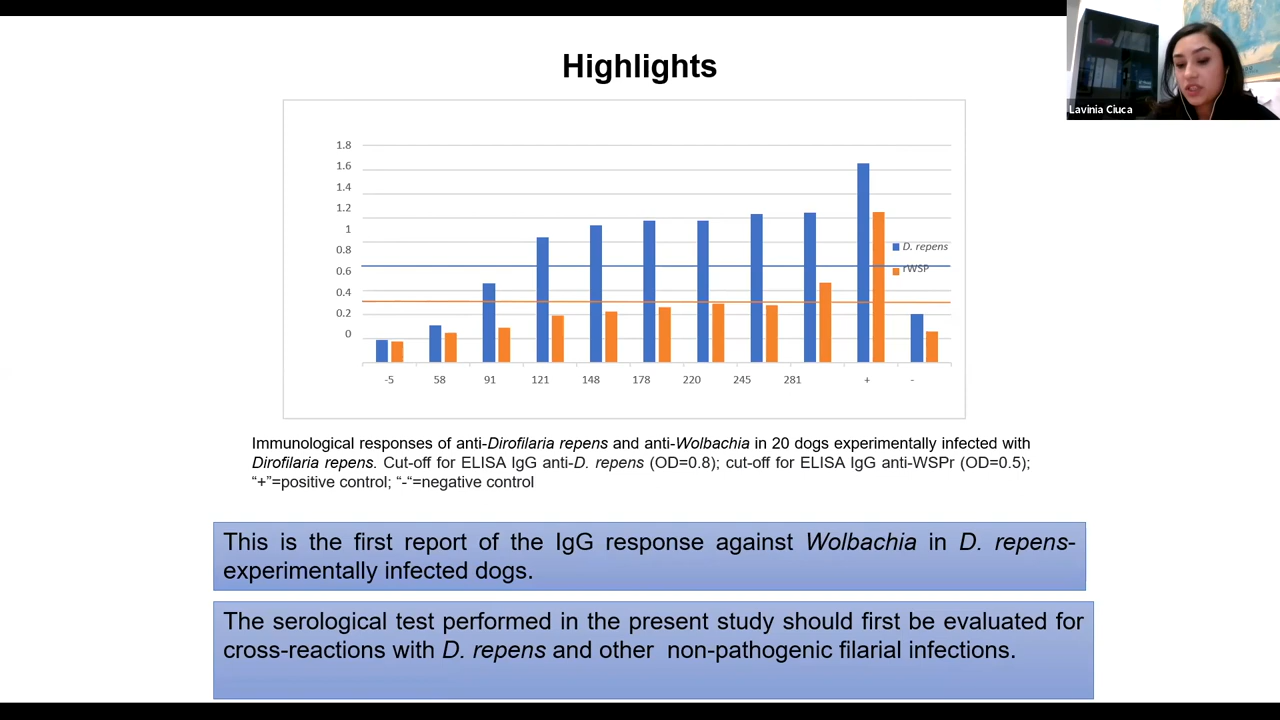 Highlights
Lavinia Ciuca
1.8
1.6
1.4
1.2
1
0.8
0.6
0.4
0.2
0
D. repens
rWSP
-5 58 91 121 148 178 220 245 281 + -
Immunological responses of anti-Dirofilaria repens and anti-Wolbachia in 20 dogs experimentally infected with
Dirofilaria repens. Cut-off for ELISA IgG anti-D. repens (OD=0.8); cut-off for ELISA IgG anti-WSPr (OD=0.5);
“+”=positive control; “-“=negative control
This is the first report of the IgG response against Wolbachia in D. repens-
experimentally infected dogs.
The serological test performed in the present study should first be evaluated for
cross-reactions with D. repens and other non-pathogenic filarial infections.